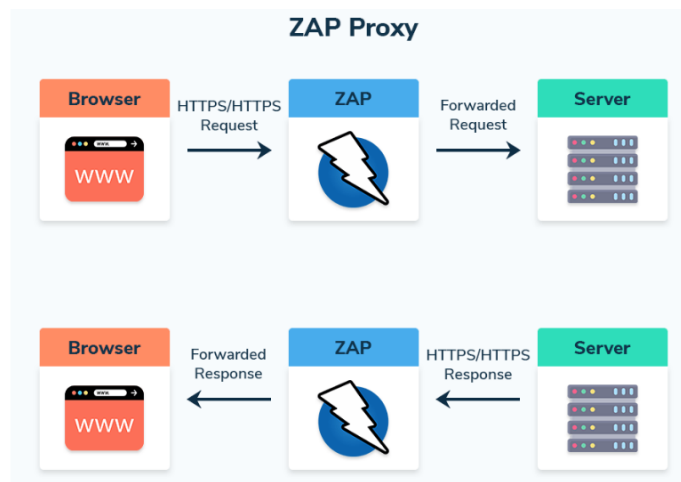 ZAP Proxy
Browser
HTTPS/HTTPS
Request
ZAP
Forwarded
Request
Server
www
WWW
Browser
Forwarded
Response
ZAP
HTTPS/HTTPS
Response
Server
www
WWW